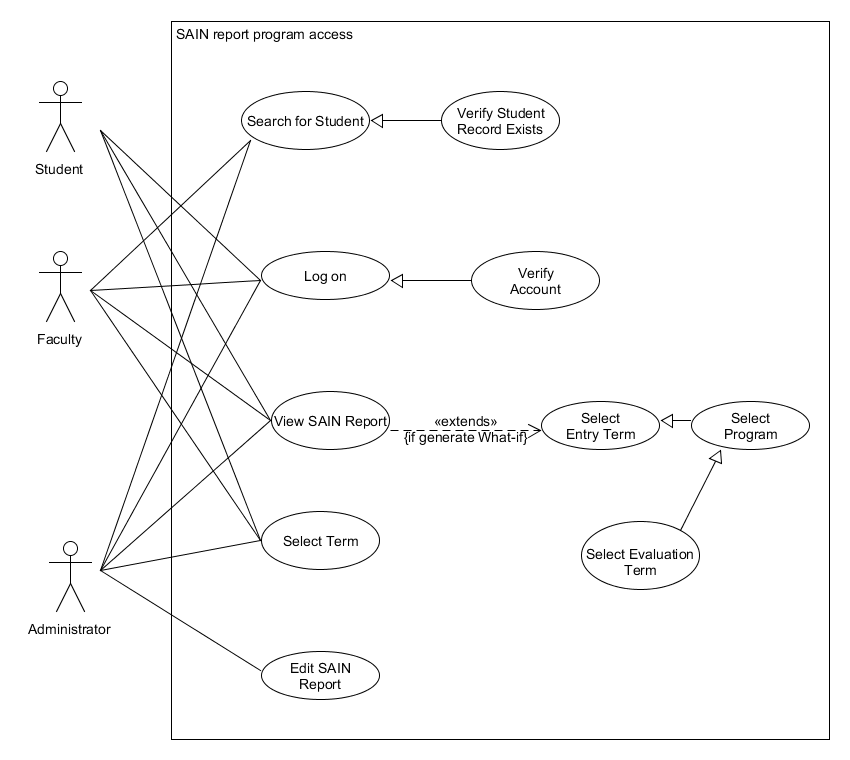 SAIN report program access
Search for Student
Verify Student
Record Exists
Student
Log on
Verify
Account
Faculty
View SAIN Report
«extends»
{if generate What-if}
Select
Entry Term
Select
Program
Select Term
Select Evaluation
Term
Administrator
Edit SAIN
Report